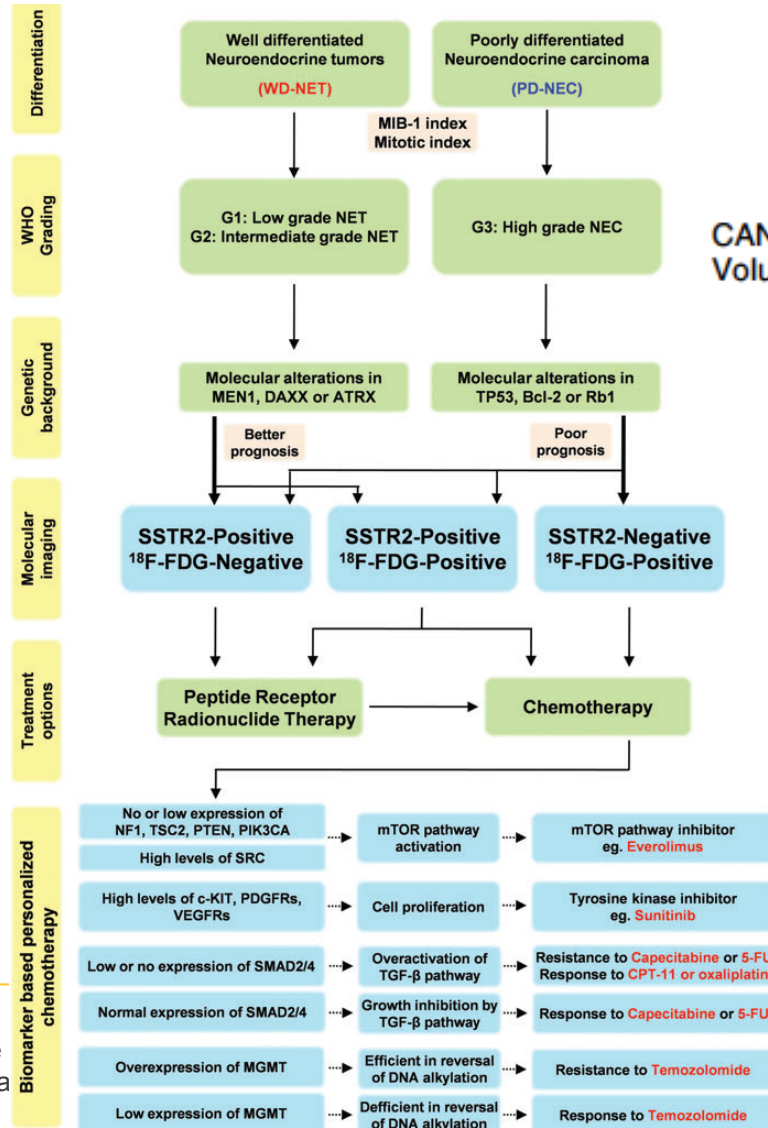 Differentiation
Well differentiated
Neuroendocrine tumors
(WD-NET)
Poorly differentiated
Neuroendocrine carcinoma
(PD-NEC)
MIB-1 index
Mitotic index
WHO
Grading
G1: Low grade NET
G2: Intermediate grade NET
G3: High grade NEC
Genetic
background
Molecular alterations in
MEN1, DAXX or ATRX
Molecular alterations in
TP53, Bcl-2 or Rb1
Better
prognosis
Poor
prognosis
Molecular
imaging
SSTR2-Positive
¹⁸F-FDG-Negative
SSTR2-Positive
¹⁸F-FDG-Positive
SSTR2-Negative
¹⁸F-FDG-Positive
Treatment
options
Peptide Receptor
Radionuclide Therapy
Chemotherapy
Biomarker based personalized
chemotherapy
No or low expression of
NF1, TSC2, PTEN, PIK3CA
High levels of SRC
mTOR pathway
activation
mTOR pathway inhibitor
eg. Everolimus
High levels of c-KIT, PDGFRs,
VEGFRs
Cell proliferation
Tyrosine kinase inhibitor
eg. Sunitinib
Low or no expression of SMAD2/4
Overactivation of
TGF-β pathway
Resistance to Capecitabine or 5-FU
Response to CPT-11 or oxaliplatin
Normal expression of SMAD2/4
Growth inhibition by
TGF-β pathway
Response to Capecitabine or 5-FU
Overexpression of MGMT
Efficient in reversal
of DNA alkylation
Resistance to Temozolomide
Low expression of MGMT
Defficient in reversal
of DNA alkylation
Response to Temozolomide
CAN
Volu